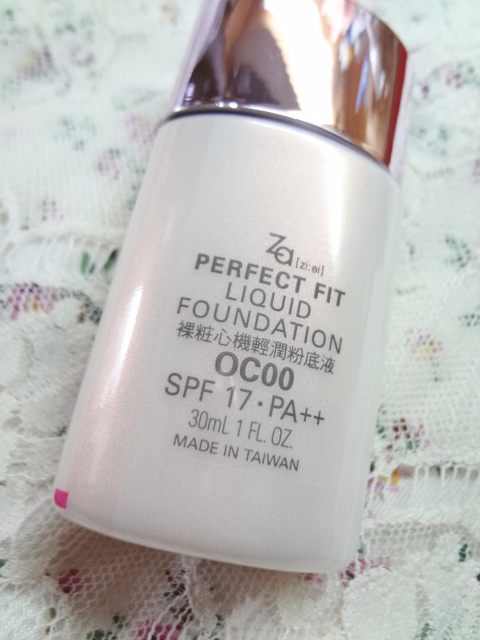 Za [zi:ei]
PERFECT FIT
LIQUID
FOUNDATION
裸粧心機輕潤粉底液
OC00
SPF 17·PA++
30mL 1 FL. OZ.
MADE IN TAIWAN